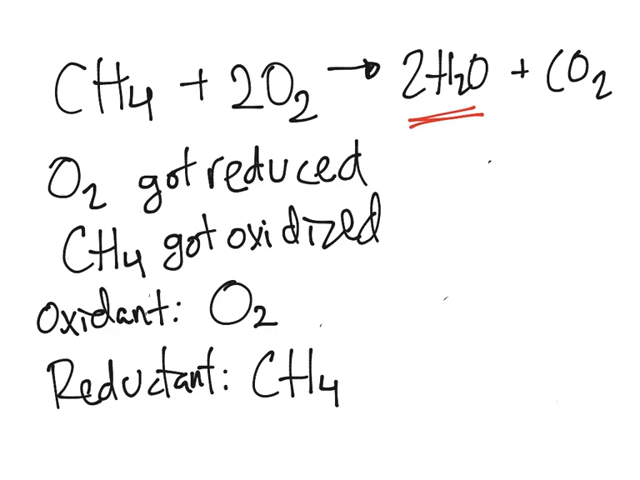 CH4 + 2O2 → 2H2O + CO2
O2 got reduced
CH4 got oxidized
Oxidant: O2
Reductant: CH4